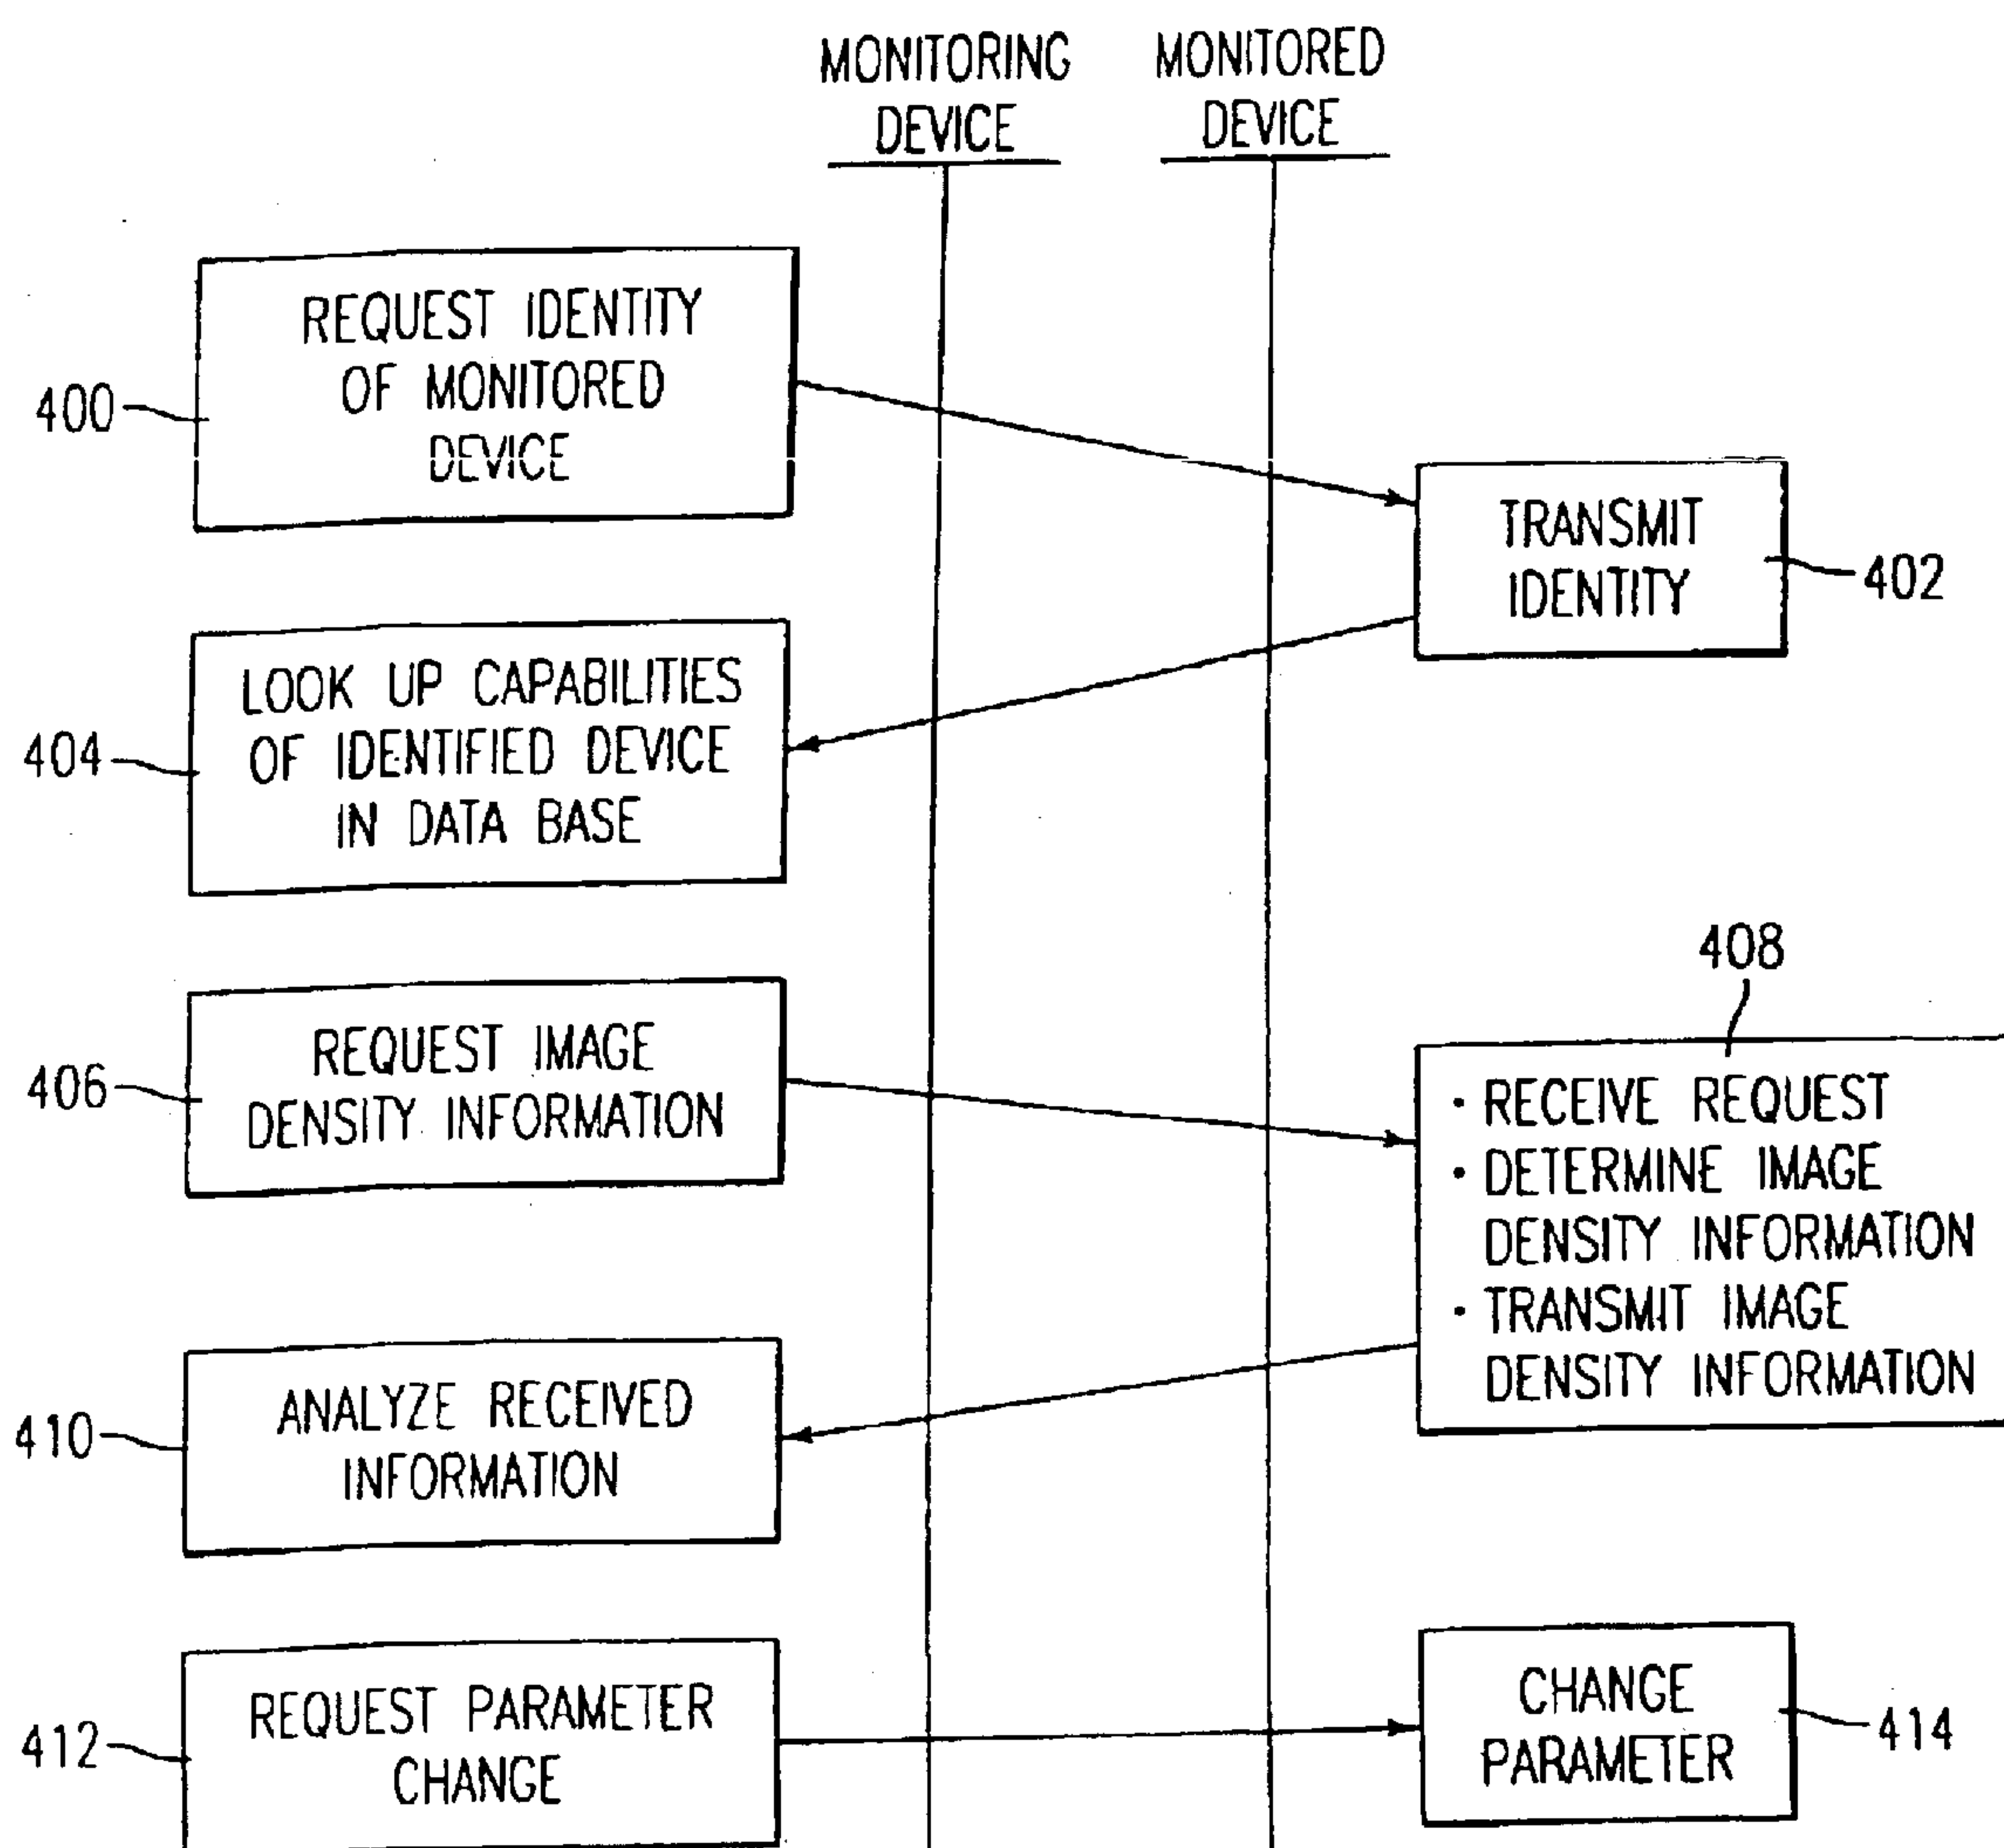 MONITORING
DEVICE
MONITORED
DEVICE
REQUEST IDENTITY
OF MONITORED
DEVICE
400
TRANSMIT
IDENTITY
402
LOOK UP CAPABILITIES
OF IDENTIFIED DEVICE
IN DATA BASE
404
REQUEST IMAGE
DENSITY INFORMATION
406
408
· RECEIVE REQUEST
· DETERMINE IMAGE
DENSITY INFORMATION
· TRANSMIT IMAGE
DENSITY INFORMATION
ANALYZE RECEIVED
INFORMATION
410
REQUEST PARAMETER
CHANGE
412
CHANGE
PARAMETER
414